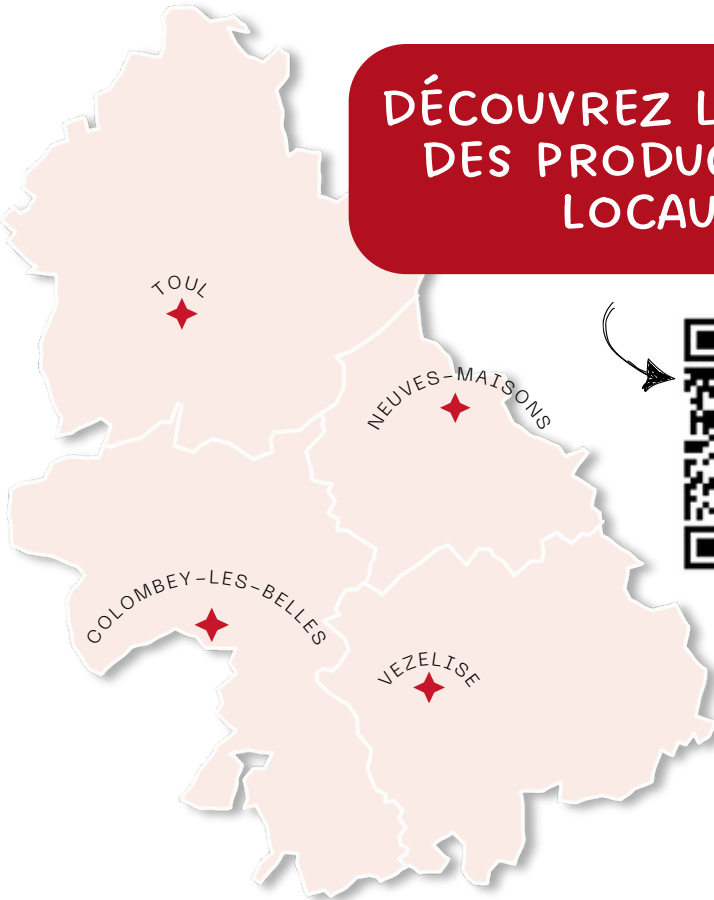 DÉCOUVREZ L
DES PRODUC
LOCAU
TOUL
NEUVES-MAISONS
COLOMBEY-LES-BELLES
VEZELISE